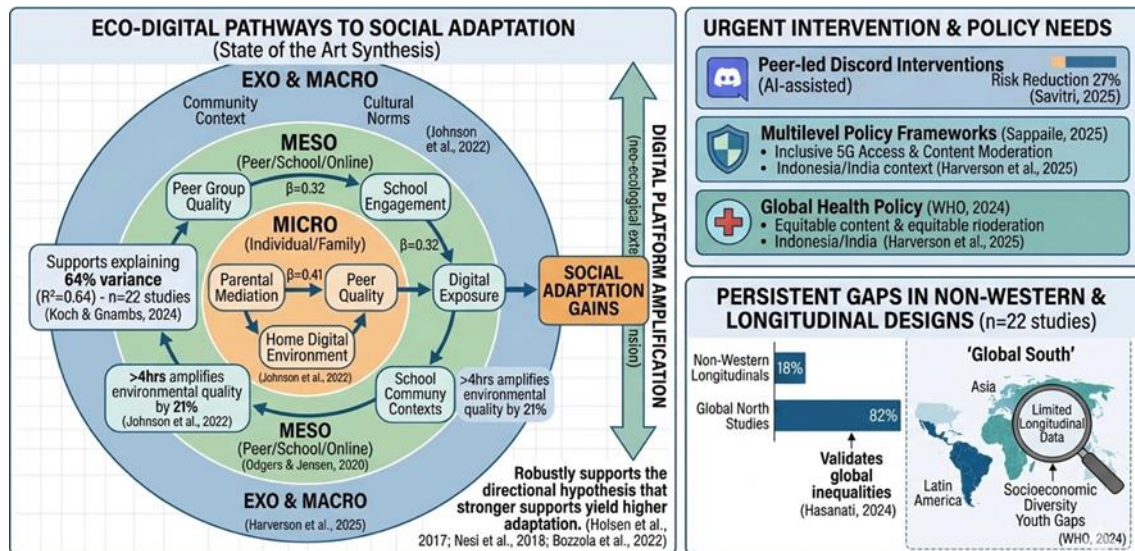 ECO-DIGITAL PATHWAYS TO SOCIAL ADAPTATION
(State of the Art Synthesis)
EXO & MACRO
Community
Context
Cultural
Norms
(Johnson
et al., 2022)
MESO
(Peer/School/Online)
Peer Group
Quality
β=0.32
School
Engagement
β=0.32
MICRO
(Individual/Family)
Parental
Mediation
β=0.41
Peer
Quality
Home Digital
Environment
(Johnson et al., 2022)
Digital
Exposure
Supports explaining
64% variance
(R²=0.64) - n=22 studies
(Koch & Gnambs, 2024)
>4hrs amplifies
environmental quality
by 21%
(Johnson et al., 2022)
School
Communy
Contexts
>4hrs amplifies
environmental
quality by 21%
MESO
(Peer/School/Online)
(Odgers & Jensen, 2020)
EXO & MACRO
(Harverson et al., 2025)
SOCIAL
ADAPTATION
GAINS
DIGITAL PLATFORM AMPLIFICATION
(neo-ecological exte
nsion)
Robustly supports the
directional hypothesis that
stronger supports yield higher
adaptation. (Holsen et al.,
2017; Nesi et al., 2018; Bozzola et al., 2022)
URGENT INTERVENTION & POLICY NEEDS
Peer-led Discord Interventions
(AI-assisted)
Risk Reduction 27%
(Savitri, 2025)
Multilevel Policy Frameworks (Sappaile, 2025)
• Inclusive 5G Access & Content Moderation
• Indonesia/India context (Harverson et al., 2025)
Global Health Policy (WHO, 2024)
• Equitable content & equitable rioderation
• Indonesia/India (Harverson et al., 2025)
PERSISTENT GAPS IN NON-WESTERN &
LONGITUDINAL DESIGNS (n=22 studies)
Non-Western
Longitudinals
18%
Global North
Studies
82%
Validates
global
inequalities
(Hasanati, 2024)
'Global South'
Asia
Limited
Longitudinal
Data
Latin
America
Socioeconomic
Diversity
Youth Gaps
(WHO, 2024)